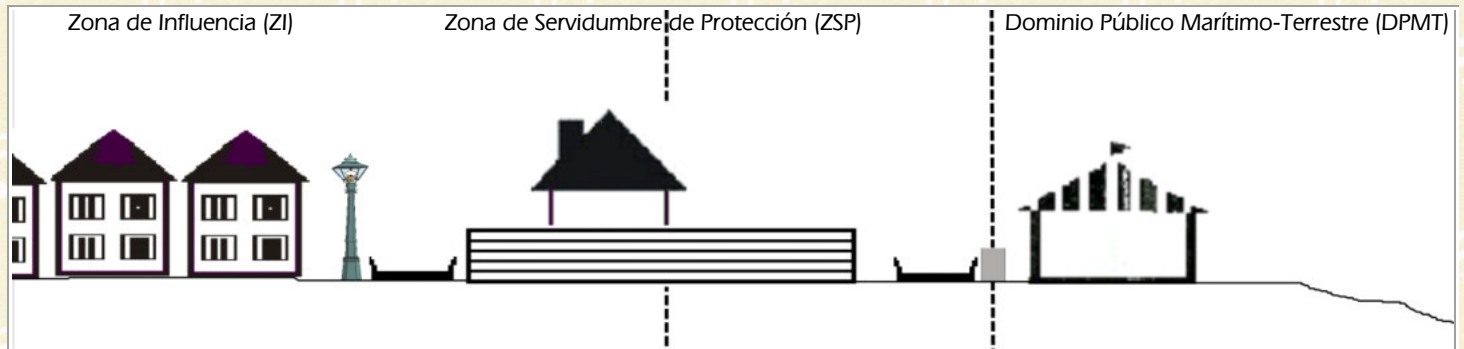 Zona de Influencia (ZI) Zona de Servidumbre de Protección (ZSP) Dominio Público Marítimo-Terrestre (DPMT)